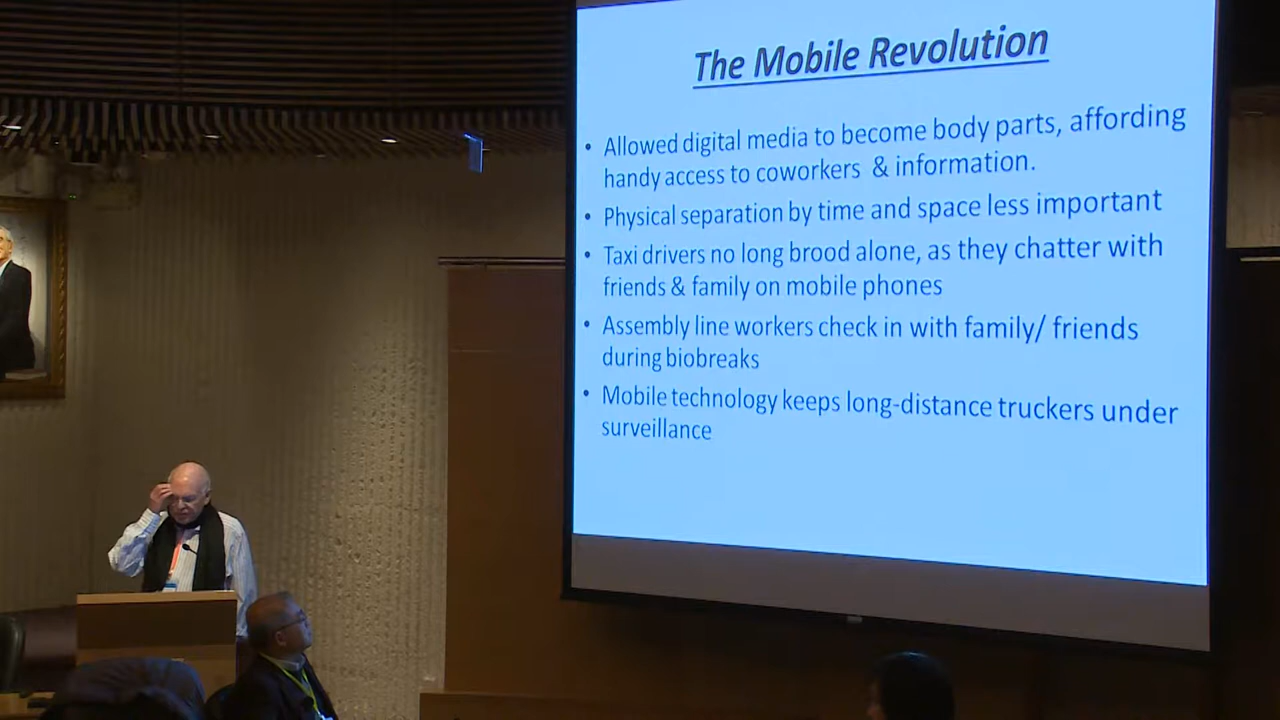 The Mobile Revolution
• Allowed digital media to become body parts, affording
handy access to coworkers & information.
• Physical separation by time and space less important
• Taxi drivers no long brood alone, as they chatter with
friends & family on mobile phones
• Assembly line workers check in with family/ friends
during biobreaks
• Mobile technology keeps long-distance truckers under
surveillance